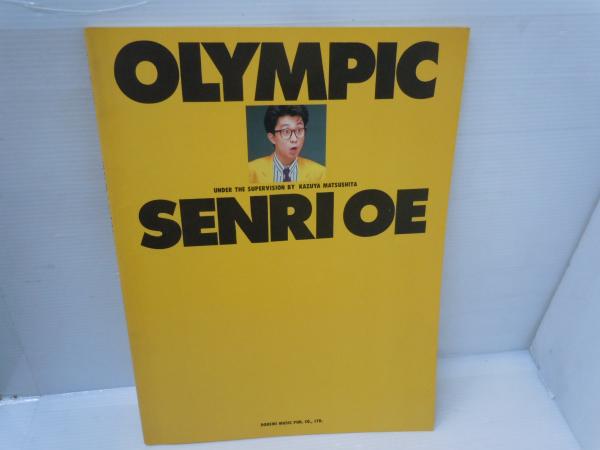 OLYMPIC
UNDER THE SUPERVISION BY KAZUYA MATSUSHITA
SENRI OE
DOREMI MUSIC PUB. CO., LTD.